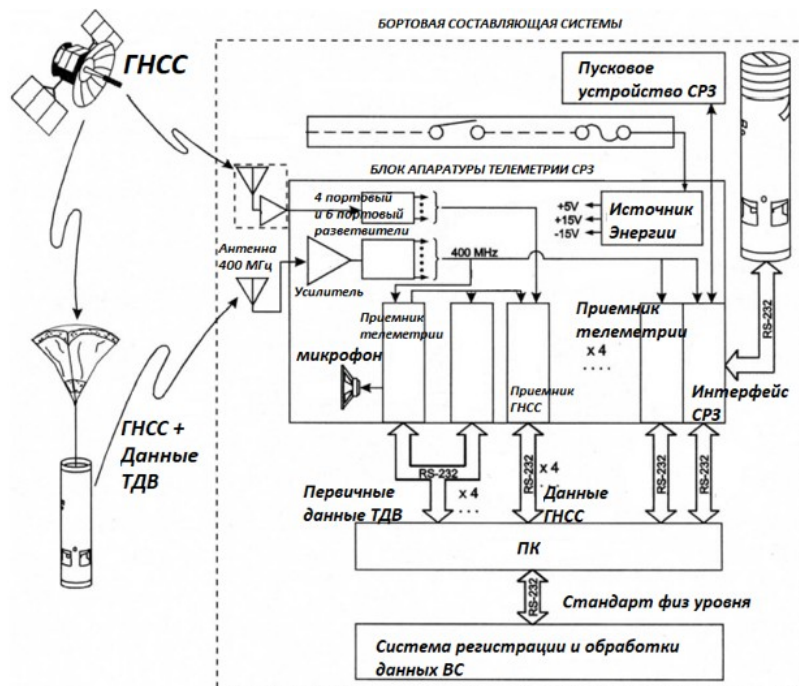 БОРТОВАЯ СОСТАВЛЯЮЩАЯ СИСТЕМЫ
ГНСС
Пусковое
устройство СРЗ
БЛОК АПАРАТУРЫ ТЕЛЕМЕТРИИ СРЗ
4 портовый
и 6 портовый
разветвители
+5V
+15V
-15V
Источник
Энергии
Антенна
400 МГц
Усилитель
400 MHz
Приемник
телеметрии
Приемник
телеметрии
x 4
....
микрофон
Приемник
ГНСС
Интерфейс
СРЗ
RS-232
ГНСС +
Данные
ТДВ
RS-232
Первичные
данные ТДВ
x 4
....
RS-232
x 4
...
Данные
ГНСС
RS-232
RS-232
ПК
RS-232
Стандарт физ уровня
Система регистрации и обработки
данных ВС